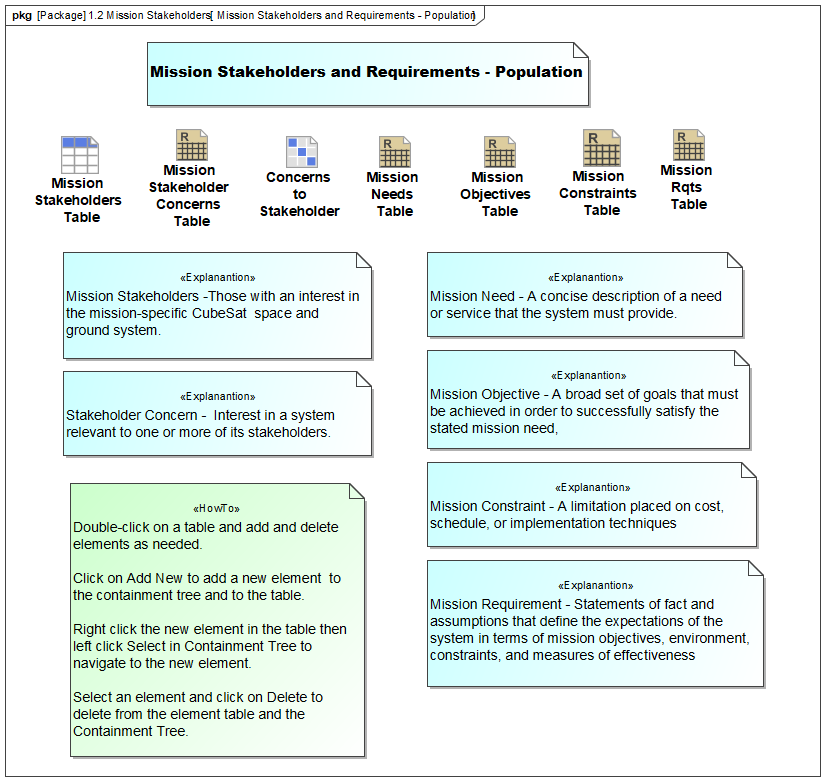 pkg [Package] 1.2 Mission Stakeholders[ Mission Stakeholders and Requirements - Population]
Mission Stakeholders and Requirements - Population
Mission
Stakeholders
Table
R
Mission
Stakeholder
Concerns
Table
Concerns
to
Stakeholder
R
Mission
Needs
Table
R
Mission
Objectives
Table
R
Mission
Constraints
Table
R
Mission
Rqts
Table
«Explanantion»
Mission Stakeholders -Those with an interest in
the mission-specific CubeSat  space and
ground system.
«Explanantion»
Stakeholder Concern -  Interest in a system
relevant to one or more of its stakeholders.
«HowTo»
Double-click on a table and add and delete
elements as needed.
Click on Add New to add a new element  to
the containment tree and to the table.
Right click the new element in the table then
left click Select in Containment Tree to
navigate to the new element.
Select an element and click on Delete to
delete from the element table and the
Containment Tree.
«Explanantion»
Mission Need - A concise description of a need
or service that the system must provide.
«Explanantion»
Mission Objective - A broad set of goals that must
be achieved in order to successfully satisfy the
stated mission need,
«Explanantion»
Mission Constraint - A limitation placed on cost,
schedule, or implementation techniques
«Explanantion»
Mission Requirement - Statements of fact and
assumptions that define the expectations of the
system in terms of mission objectives, environment,
constraints, and measures of effectiveness